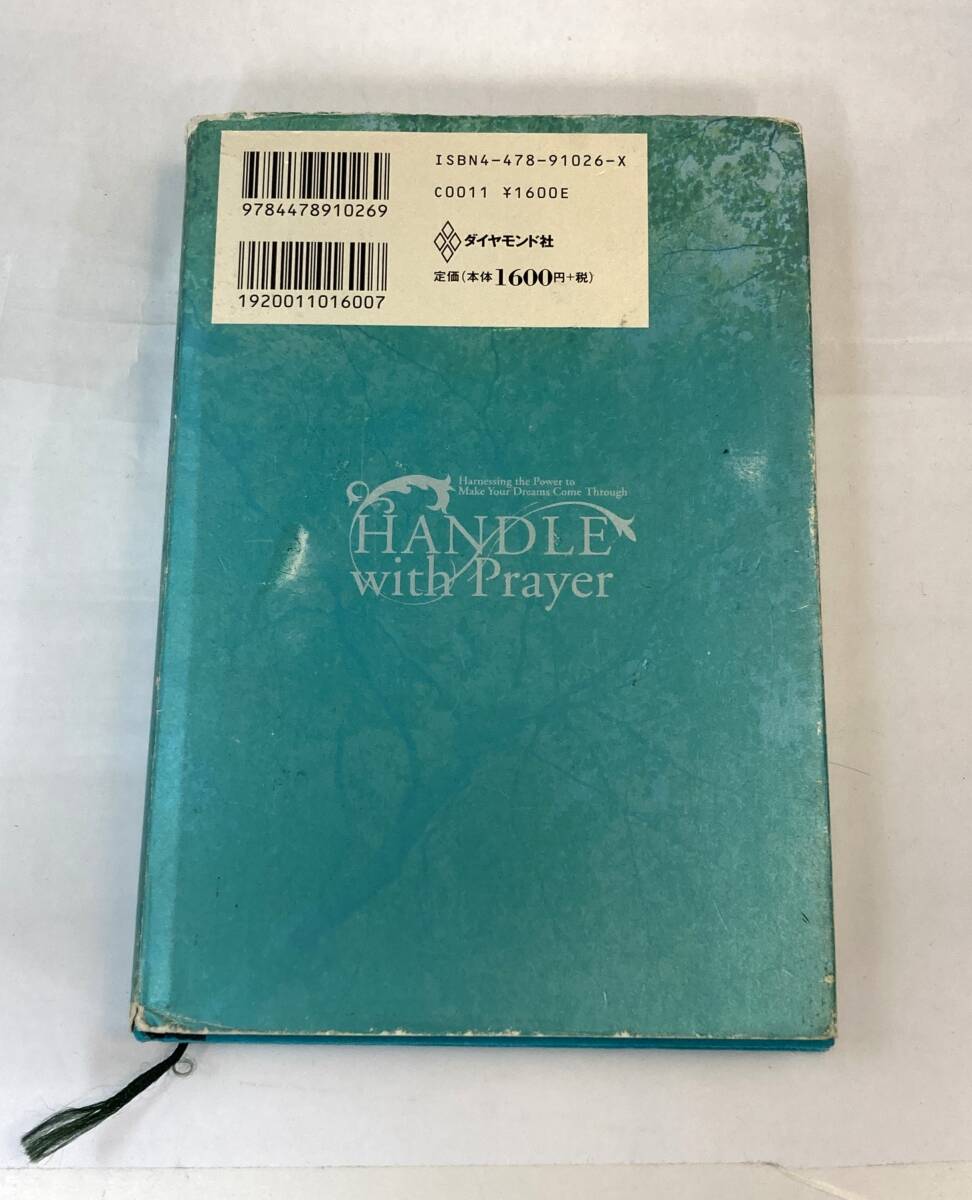 9784478910269
1920011016007
ISBN4-478-91026-X
C0011 ¥1600E
ダイヤモンド社
定価(本体1600円+税)
Harnessing the Power to
Make Your Dreams Come Through
HANDLE
with Prayer